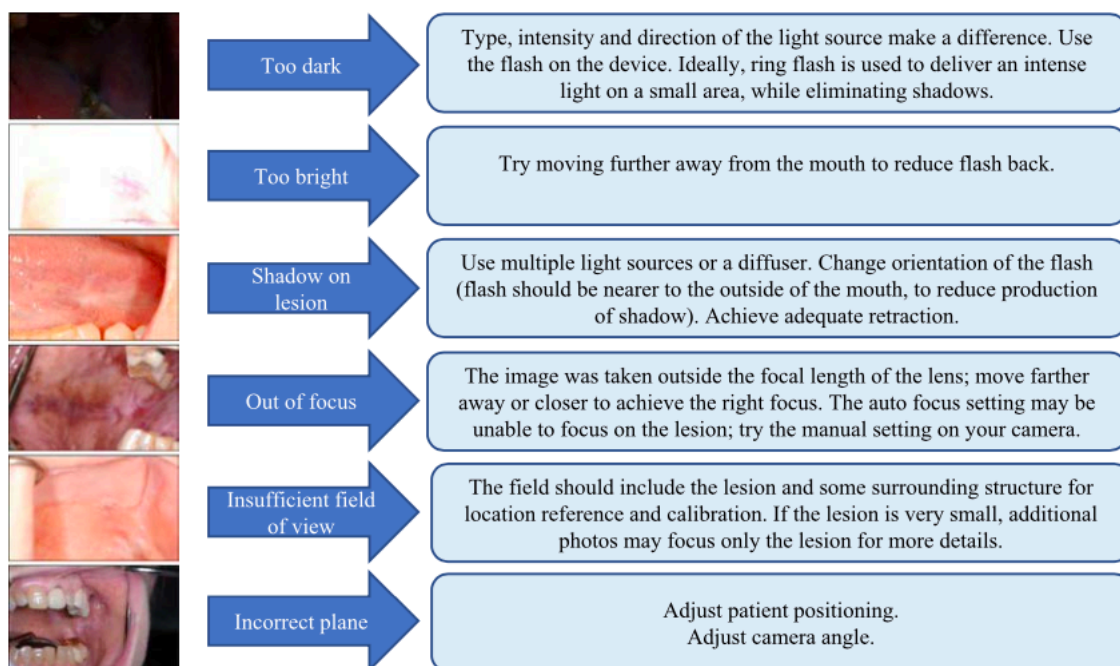 Too dark
Type, intensity and direction of the light source make a difference. Use
the flash on the device. Ideally, ring flash is used to deliver an intense
light on a small area, while eliminating shadows.
Too bright
Try moving further away from the mouth to reduce flash back.
Shadow on
lesion
Use multiple light sources or a diffuser. Change orientation of the flash
(flash should be nearer to the outside of the mouth, to reduce production
of shadow). Achieve adequate retraction.
Out of focus
The image was taken outside the focal length of the lens; move farther
away or closer to achieve the right focus. The auto focus setting may be
unable to focus on the lesion; try the manual setting on your camera.
Insufficient field
of view
The field should include the lesion and some surrounding structure for
location reference and calibration. If the lesion is very small, additional
photos may focus only the lesion for more details.
Incorrect plane
Adjust patient positioning.
Adjust camera angle.